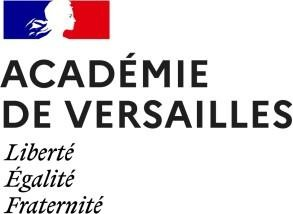 ACADÉMIE
DE VERSAILLES
Liberté
Égalité
Fraternité